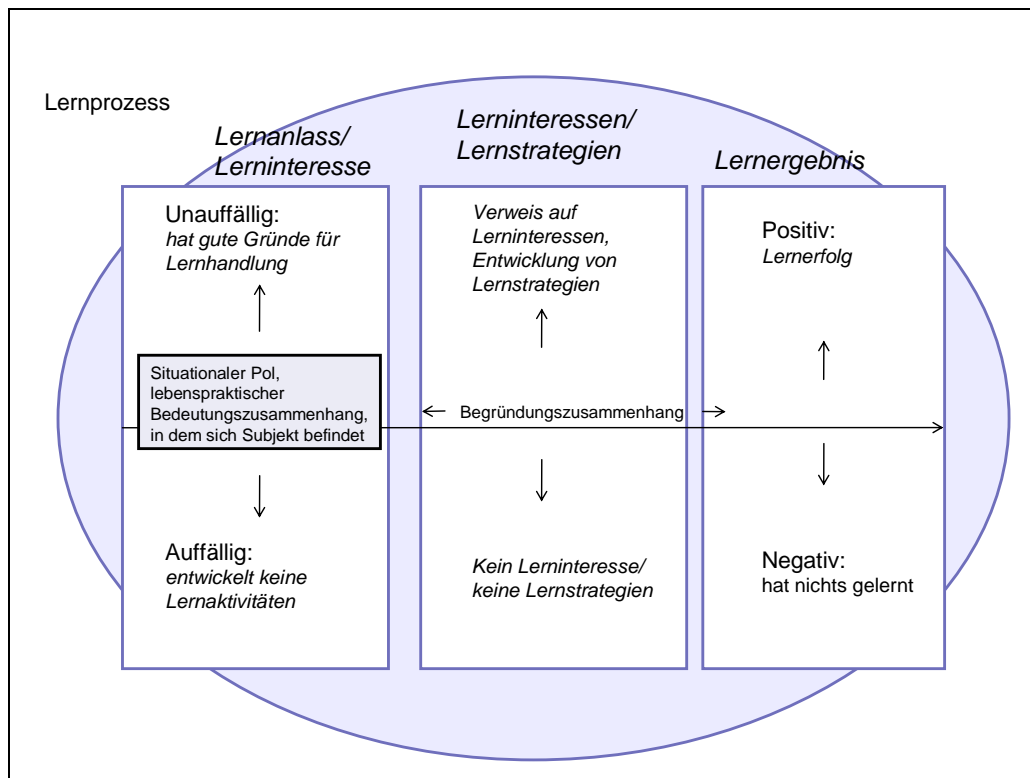 Lernprozess
Lernanlass/
Lerninteresse
Unauffällig:
hat gute Gründe für
Lernhandlung
Situationaler Pol,
lebenspraktischer
Bedeutungszusammenhang,
in dem sich Subjekt befindet
Auffällig:
entwickelt keine
Lernaktivitäten
Lerninteressen/
Lernstrategien
Verweis auf
Lerninteressen,
Entwicklung von
Lernstrategien
Begründungszusammenhang
Kein Lerninteresse/
keine Lernstrategien
Lernergebnis
Positiv:
Lernerfolg
Negativ:
hat nichts gelernt